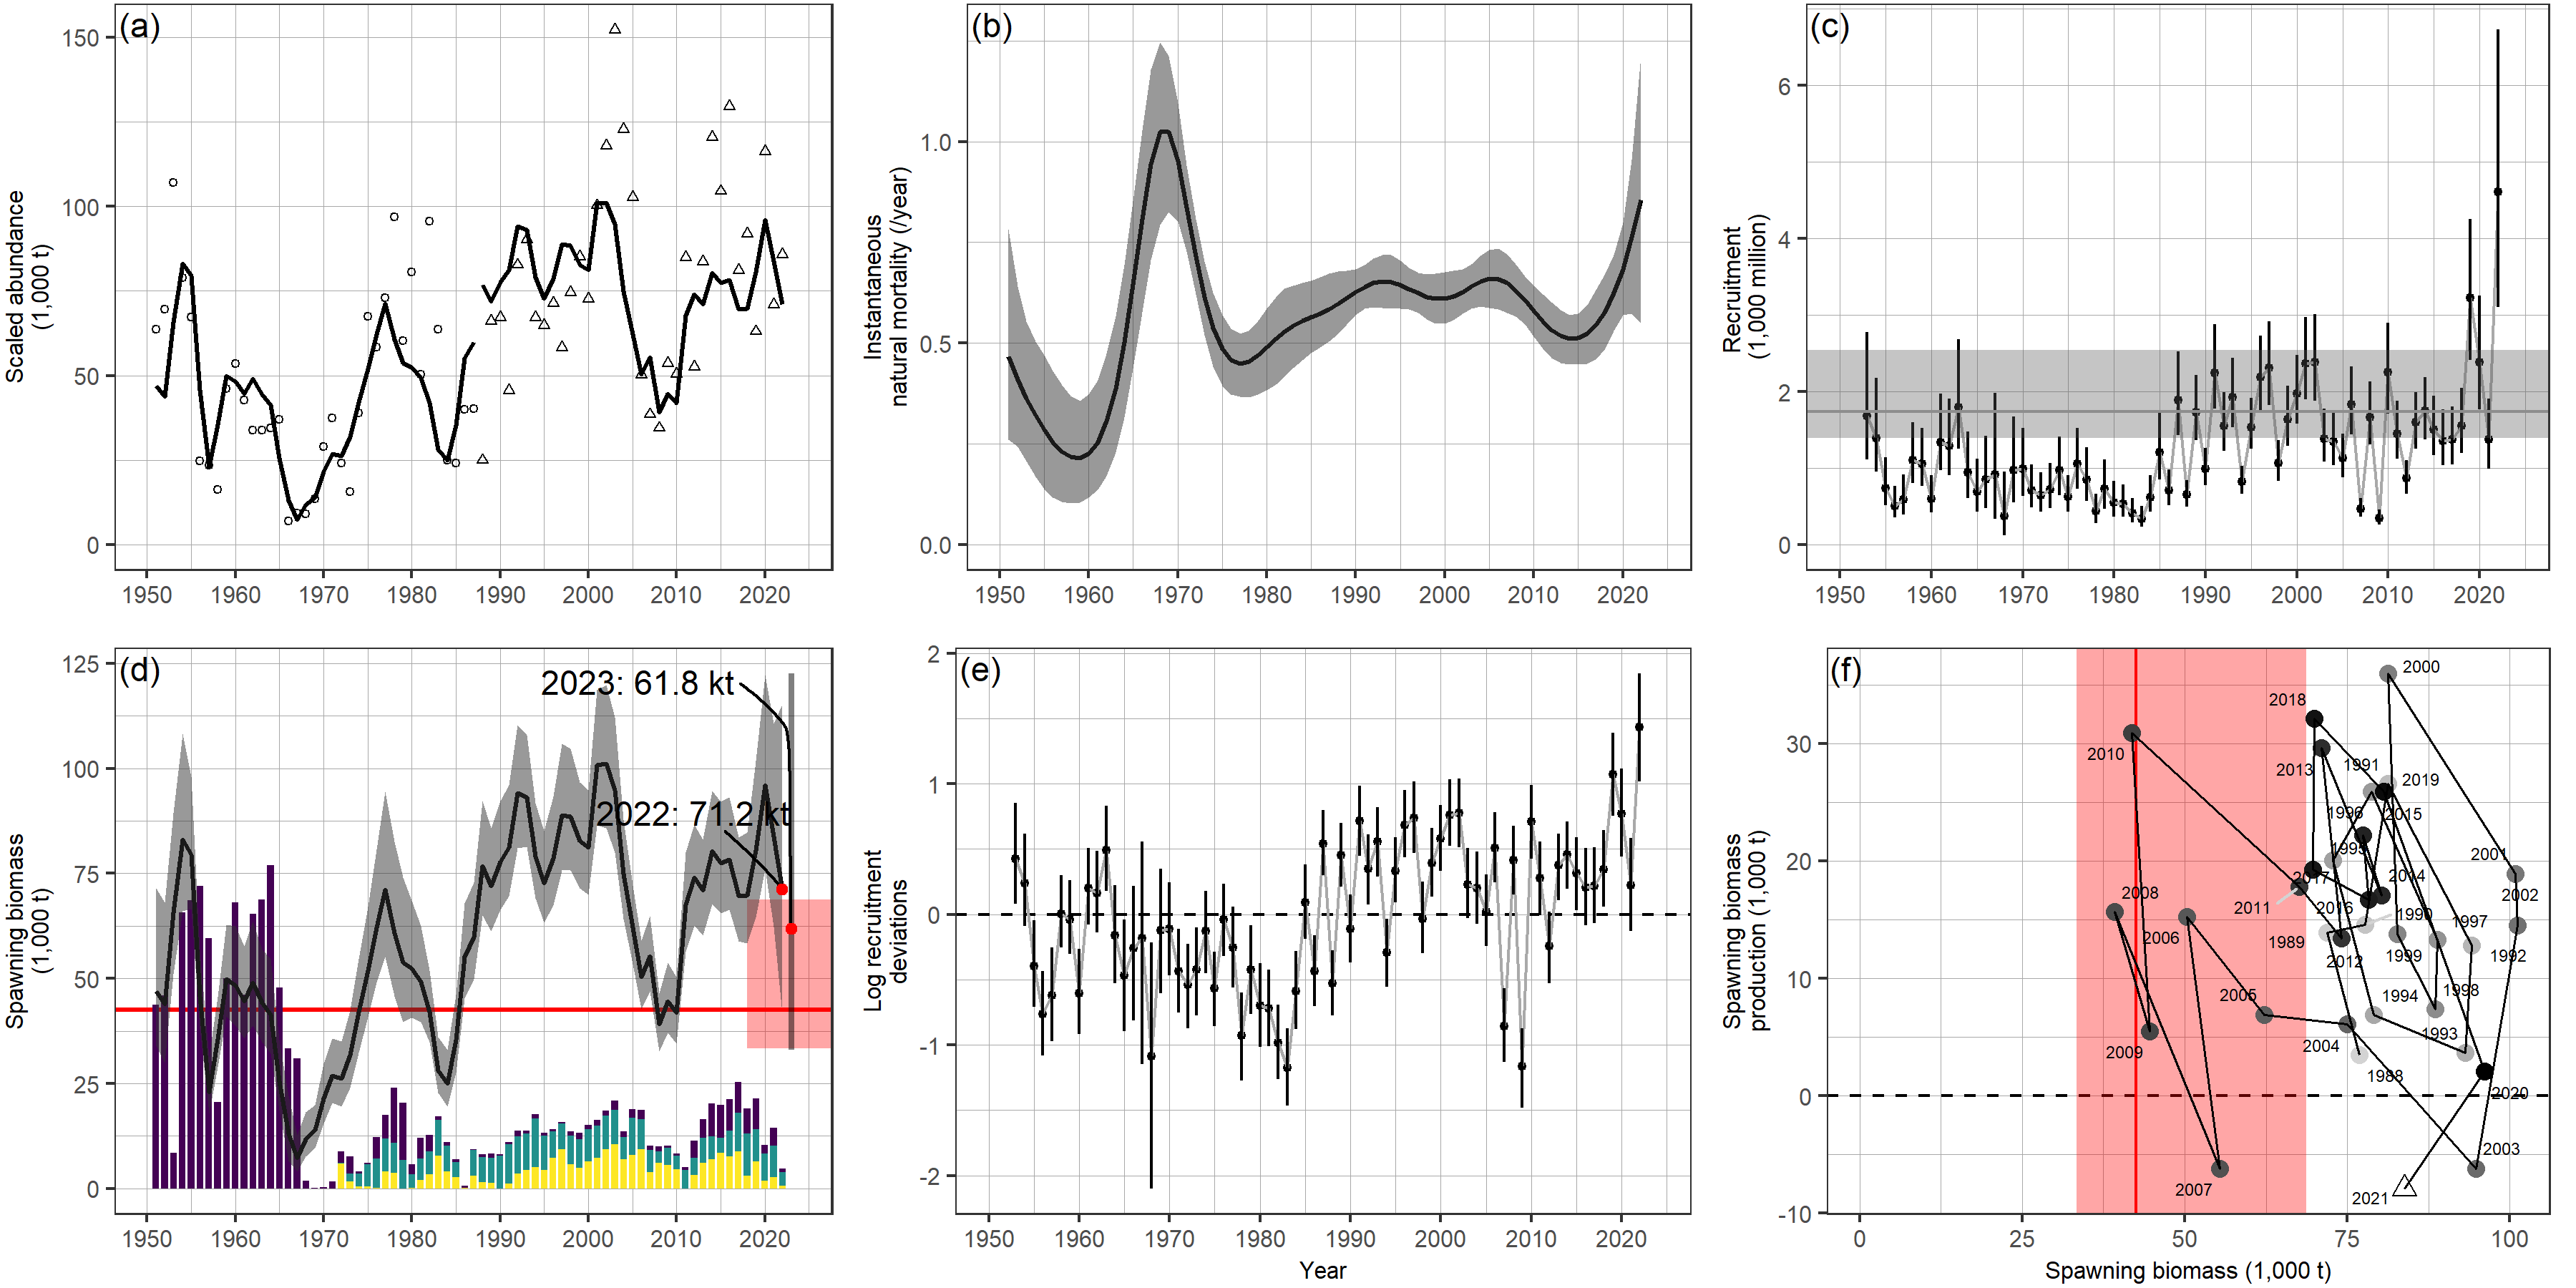 (a)
Scaled abundance
(1,000 t)
150
100
50
0
1950 1960 1970 1980 1990 2000 2010 2020
(b)
Instantaneous
natural mortality (/year)
1.0
0.5
0.0
1950 1960 1970 1980 1990 2000 2010 2020
(c)
Recruitment
(1,000 million)
6
4
2
0
1950 1960 1970 1980 1990 2000 2010 2020
(d)
Spawning biomass
(1,000 t)
125
100
75
50
25
0
2023: 61.8 kt
2022: 71.2 kt
1950 1960 1970 1980 1990 2000 2010 2020
(e)
Log recruitment
deviations
2
1
0
-1
-2
1950 1960 1970 1980 1990 2000 2010 2020
Year
(f)
Spawning biomass
production (1,000 t)
30
20
10
0
-10
2000
2018
2010
2013
1991
2019
1996
2015
1995
2001
2017
2014
2008
2002
2011
2016
1990
1997
2006
1989
2012
1999
1992
2005
1994
1998
1993
2009
2004
1988
2020
2003
2007
2021
0 25 50 75 100
Spawning biomass (1,000 t)